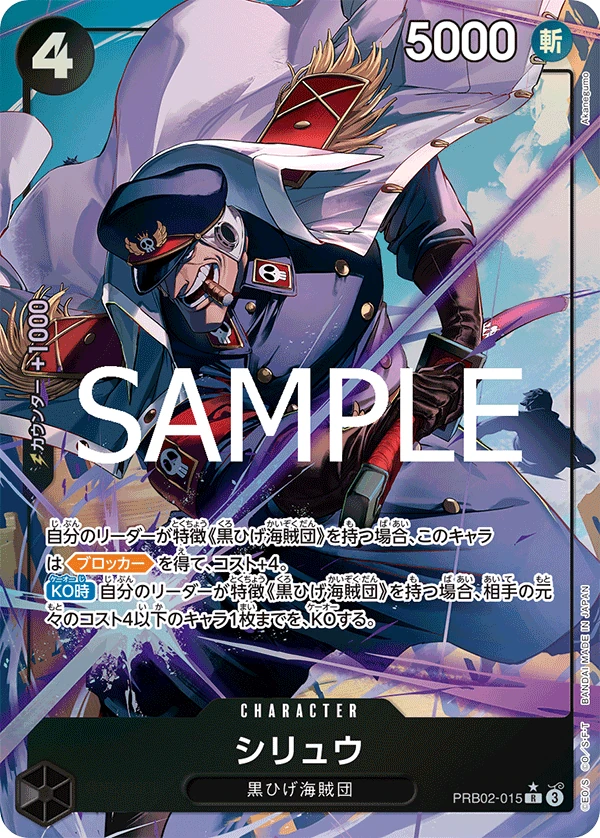 4
5000
斬
Akanegumo
カウンター +1000
SAMPLE
自分のリーダーが特徴《黒ひげ海賊団》を持つ場合、このキャラ
は ブロッカー を得て、コスト+4。
KO時 自分のリーダーが特徴《黒ひげ海賊団》を持つ場合、相手の元
々のコスト4以下のキャラ1枚までを、KOする。
©E.O/S ©O/S・F・T BANDAI MADE IN JAPAN
CHARACTER
シリュウ
黒ひげ海賊団
PRB02-015 R 3